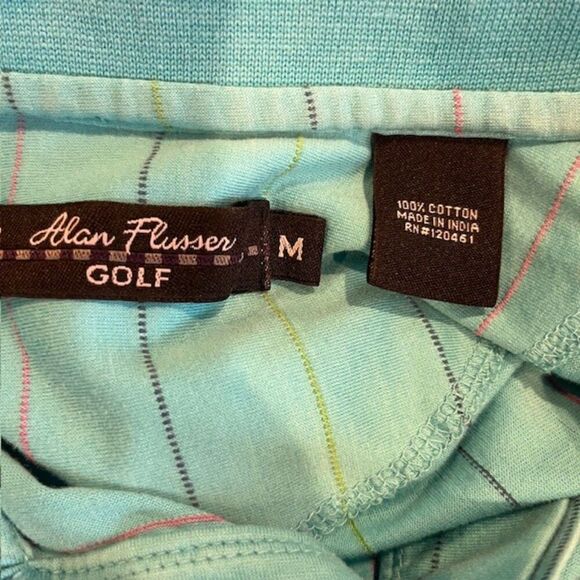 Alan Flusser
GOLF
M
100% COTTON
MADE IN INDIA
RN#120461